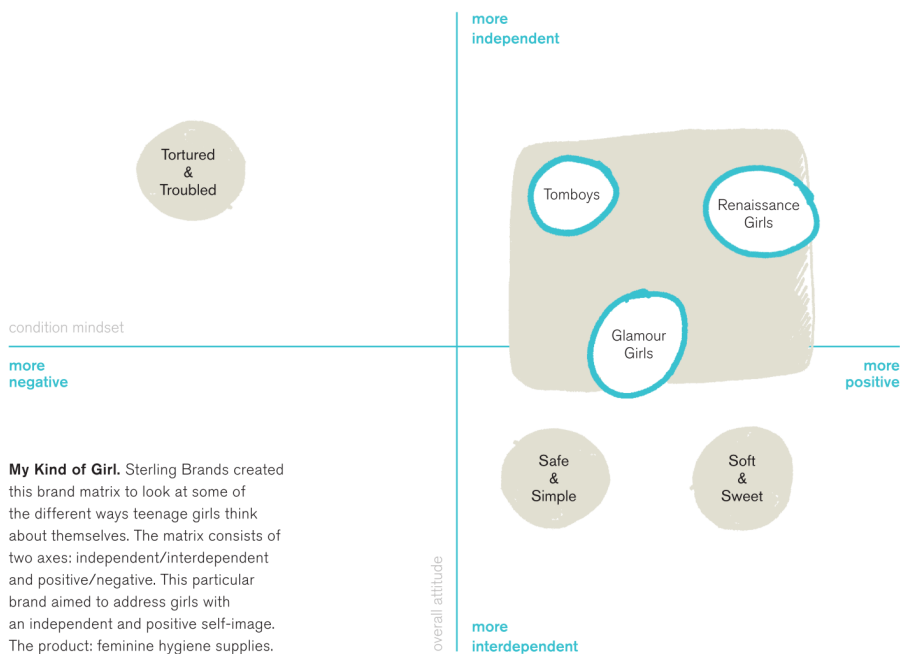 more
independent
Tortured
&
Troubled
Tomboys
Renaissance
Girls
condition mindset
Glamour
Girls
more
negative
more
positive
Safe
&
Simple
Soft
&
Sweet
My Kind of Girl. Sterling Brands created
this brand matrix to look at some of
the different ways teenage girls think
about themselves. The matrix consists of
two axes: independent/interdependent
and positive/negative. This particular
brand aimed to address girls with
an independent and positive self-image.
The product: feminine hygiene supplies.
overall attitude
more
interdependent